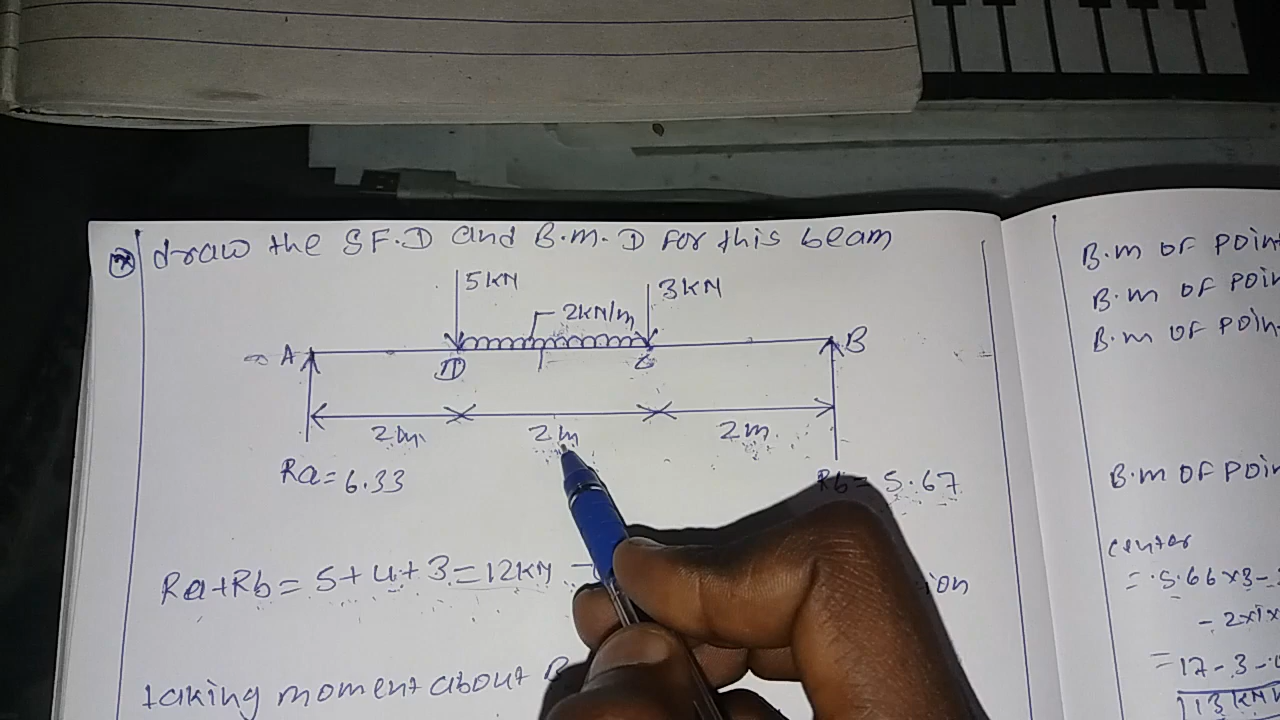 draw the S F.D and B.M.D for this beam
5KN
2KN/m
3KN
A
D
C
B
2m
2m
2m
Ra=6.33
Rb=5.67
Ra+Rb=5+4+3=12KN
taking moment about B
B.m OF Poin
B.m OF Poin
B.m OF Poin
B.m OF Poin
center
=5.66x3-
-2x1x
=17-3-
13KN